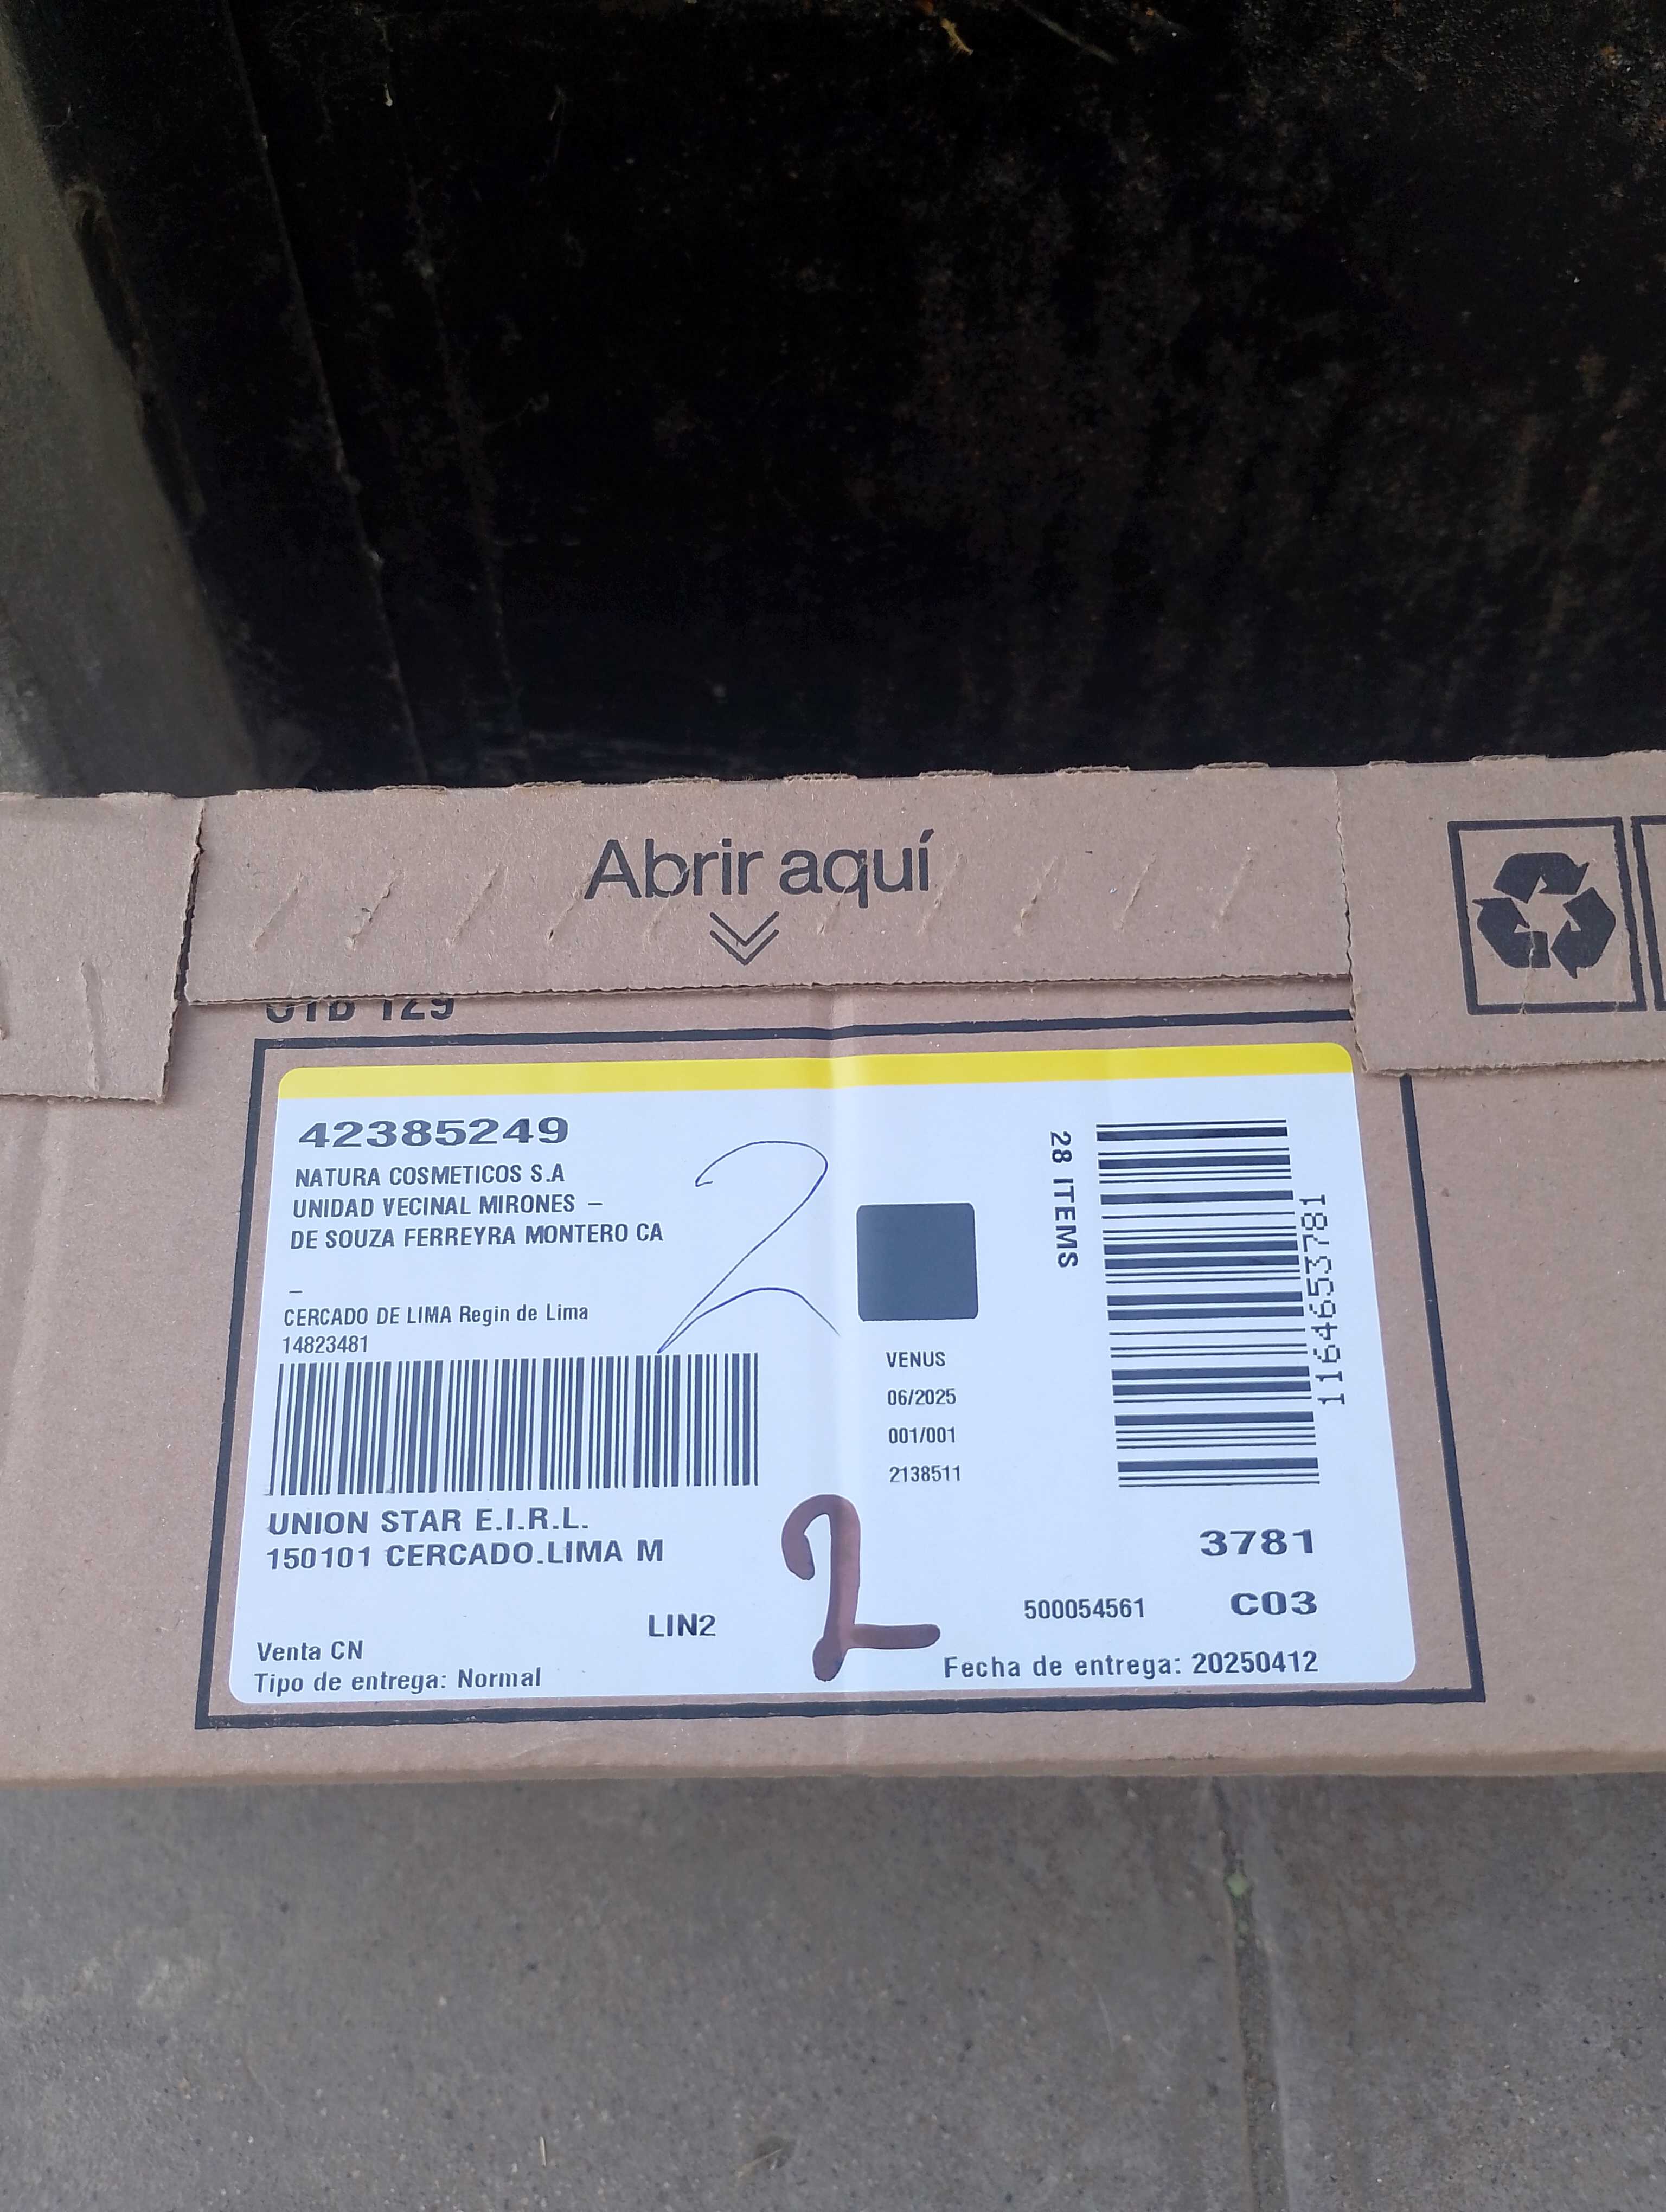 Abrir aquí
42385249
NATURA COSMETICOS S.A
UNIDAD VECINAL MIRONES –
DE SOUZA FERREYRA MONTERO CA
–
CERCADO DE LIMA Regin de Lima
14823481
2
28 ITEMS
1164653781
VENUS
06/2025
001/001
2138511
UNION STAR E.I.R.L.
150101 CERCADO.LIMA M
2
3781
LIN2
500054561
C03
Venta CN
Tipo de entrega: Normal
Fecha de entrega: 20250412